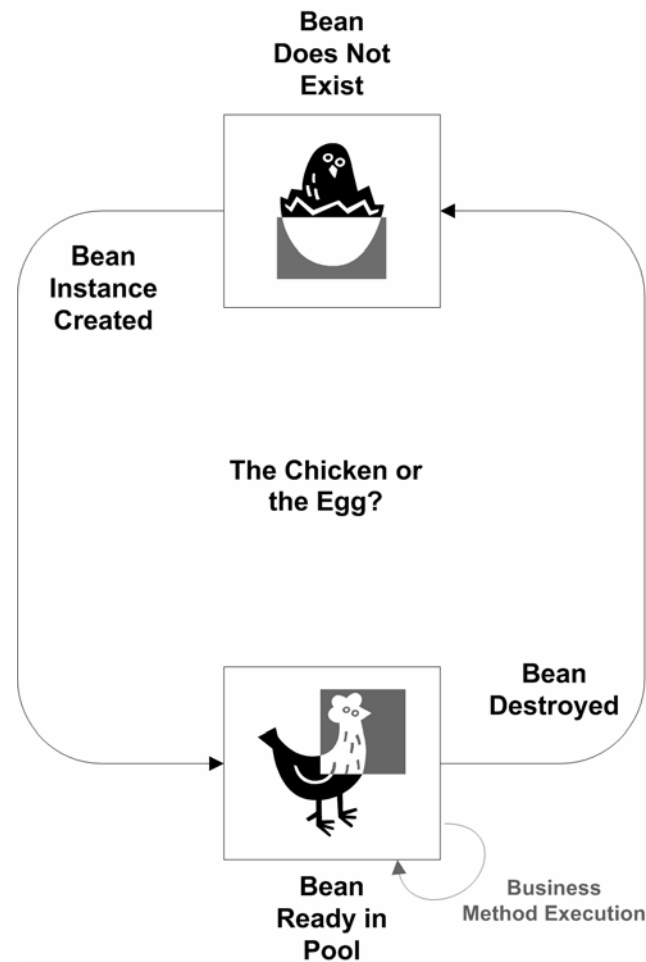 Bean
Does Not
Exist
Bean
Instance
Created
The Chicken or
the Egg?
Bean
Destroyed
Bean
Ready in
Pool
Business
Method Execution